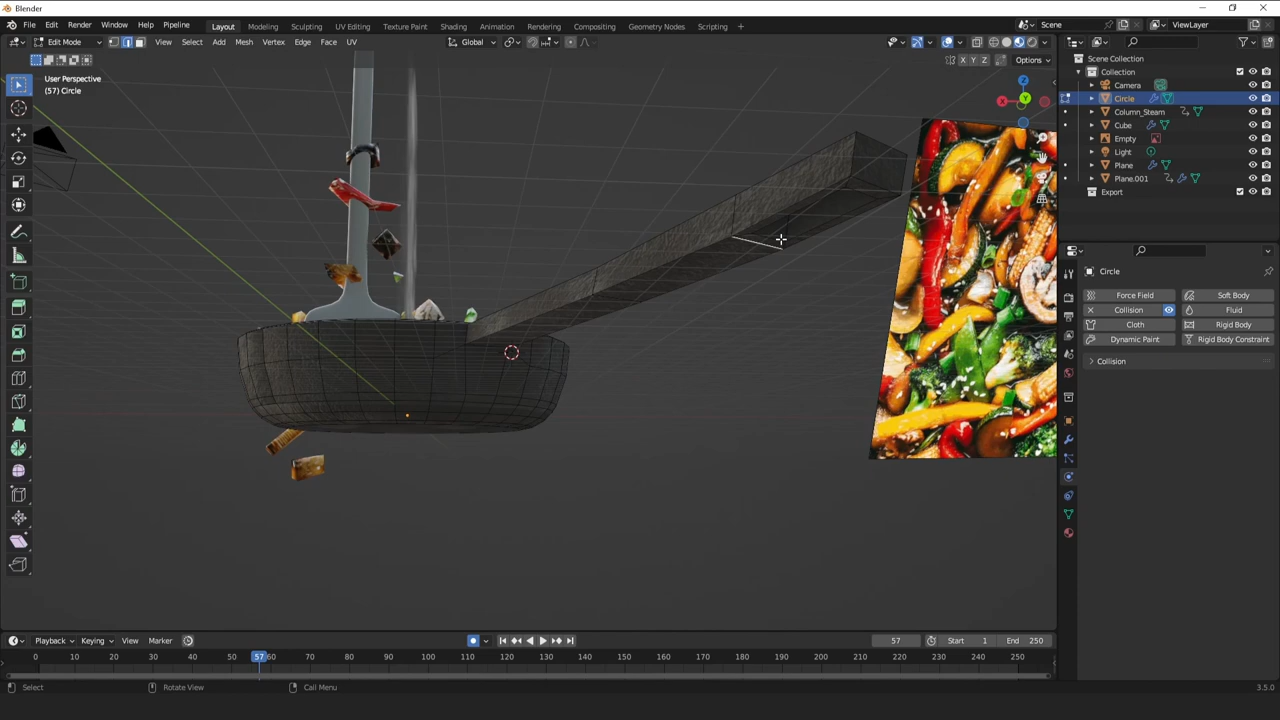 Blender
File Edit Render Window Help Pipeline
Layout Modeling Sculpting UV Editing Texture Paint Shading Animation Rendering Compositing Geometry Nodes Scripting +
Scene
ViewLayer
Edit Mode View Select Add Mesh Vertex Edge Face UV
Global
X Y Z Options
User Perspective
(57) Circle
X
Y
Z
Scene Collection
Collection
Camera
Circle
Column_Steam
Cube
Empty
Light
Plane
Plane.001
Export
Circle
Force Field Soft Body
Collision Fluid
Cloth Rigid Body
Dynamic Paint Rigid Body Constraint
Collision
Playback Keying View Marker
57 Start 1 End 250
0 10 20 30 40 50 57 60 70 80 90 100 110 120 130 140 150 160 170 180 190 200 210 220 230 240 250
Select Rotate View Call Menu 3.5.0